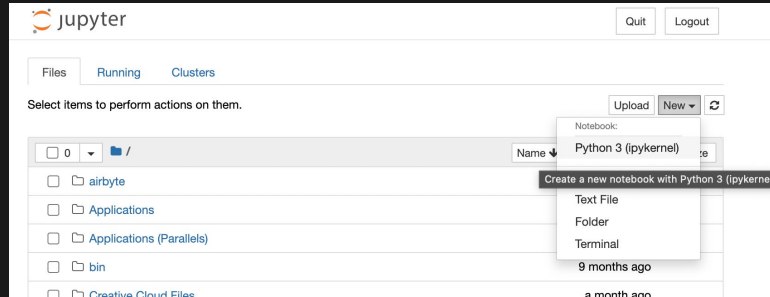 jupyter
Quit Logout
Files Running Clusters
Select items to perform actions on them.
Upload New
Notebook:
0 / Name
Python 3 (ipykernel)
airbyte
Create a new notebook with Python 3 (ipykerne
Applications
Text File
Folder
Applications (Parallels)
Terminal
bin 9 months ago
Creative Cloud Files a month ago